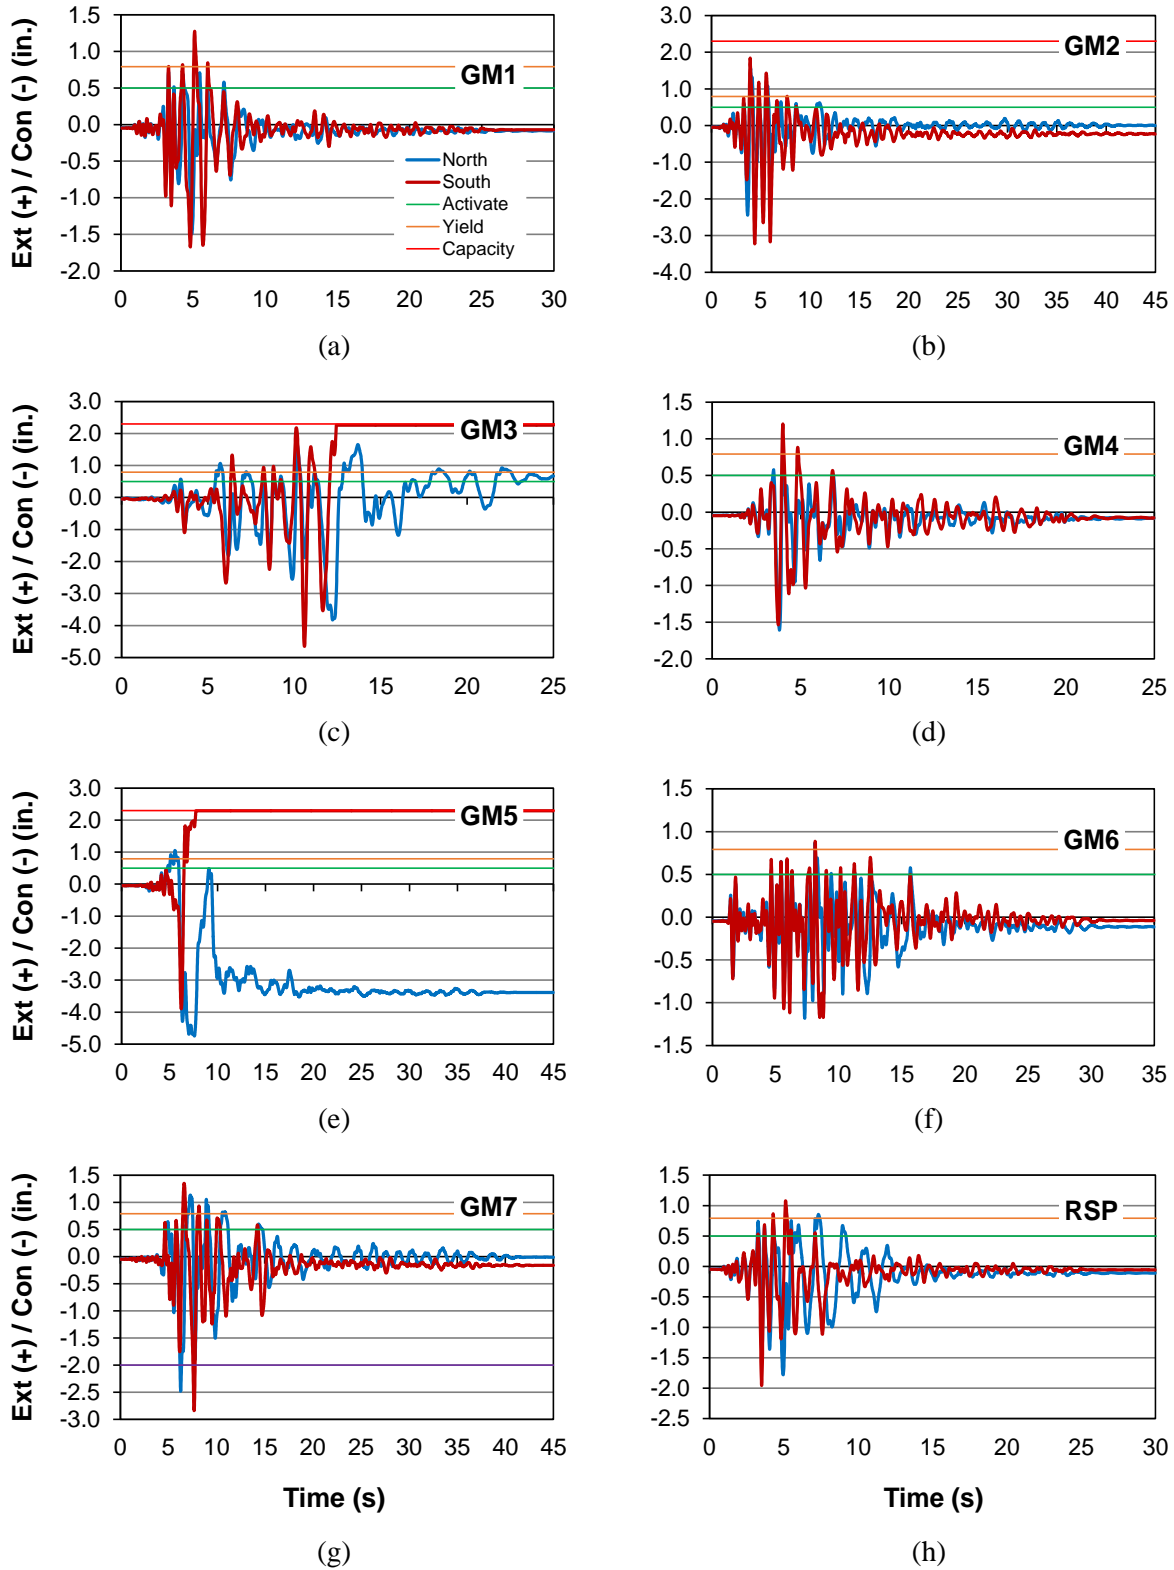 Ext (+) / Con (-) (in.)
1.5
1.0
0.5
0.0
-0.5
-1.0
-1.5
-2.0
GM1
North
South
Activate
Yield
Capacity
0 5 10 15 20 25 30
(a)
3.0
2.0
1.0
0.0
-1.0
-2.0
-3.0
-4.0
GM2
0 5 10 15 20 25 30 35 40 45
(b)
Ext (+) / Con (-) (in.)
3.0
2.0
1.0
0.0
-1.0
-2.0
-3.0
-4.0
-5.0
GM3
0 5 10 15 20 25
(c)
1.5
1.0
0.5
0.0
-0.5
-1.0
-1.5
-2.0
GM4
0 5 10 15 20 25
(d)
Ext (+) / Con (-) (in.)
3.0
2.0
1.0
0.0
-1.0
-2.0
-3.0
-4.0
-5.0
GM5
0 5 10 15 20 25 30 35 40 45
(e)
1.5
1.0
0.5
0.0
-0.5
-1.0
-1.5
GM6
0 5 10 15 20 25 30 35
(f)
Ext (+) / Con (-) (in.)
1.5
1.0
0.5
0.0
-0.5
-1.0
-1.5
-2.0
-2.5
-3.0
GM7
0 5 10 15 20 25 30 35 40 45
Time (s)
(g)
1.5
1.0
0.5
0.0
-0.5
-1.0
-1.5
-2.0
-2.5
RSP
0 5 10 15 20 25 30
Time (s)
(h)